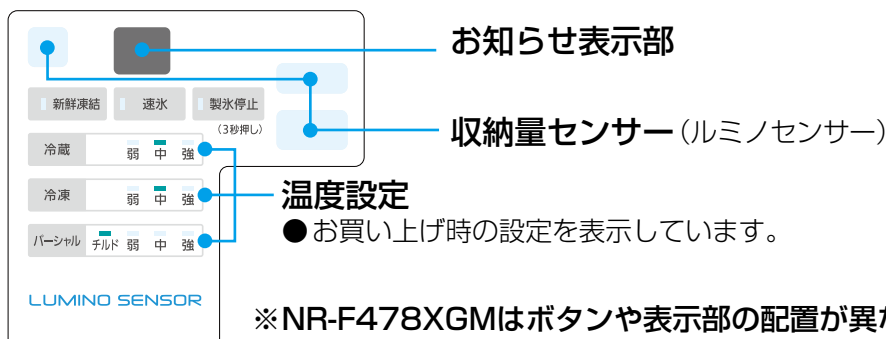 お知らせ表示部
新鮮凍結 速氷 製氷停止
(3秒押し)
収納量センサー(ルミノセンサー)
冷蔵 弱 中 強
冷凍 弱 中 強
温度設定
●お買い上げ時の設定を表示しています。
パーシャル チルド 弱 中 強
LUMINO SENSOR
※NR-F478XGMはボタンや表示部の配置が異